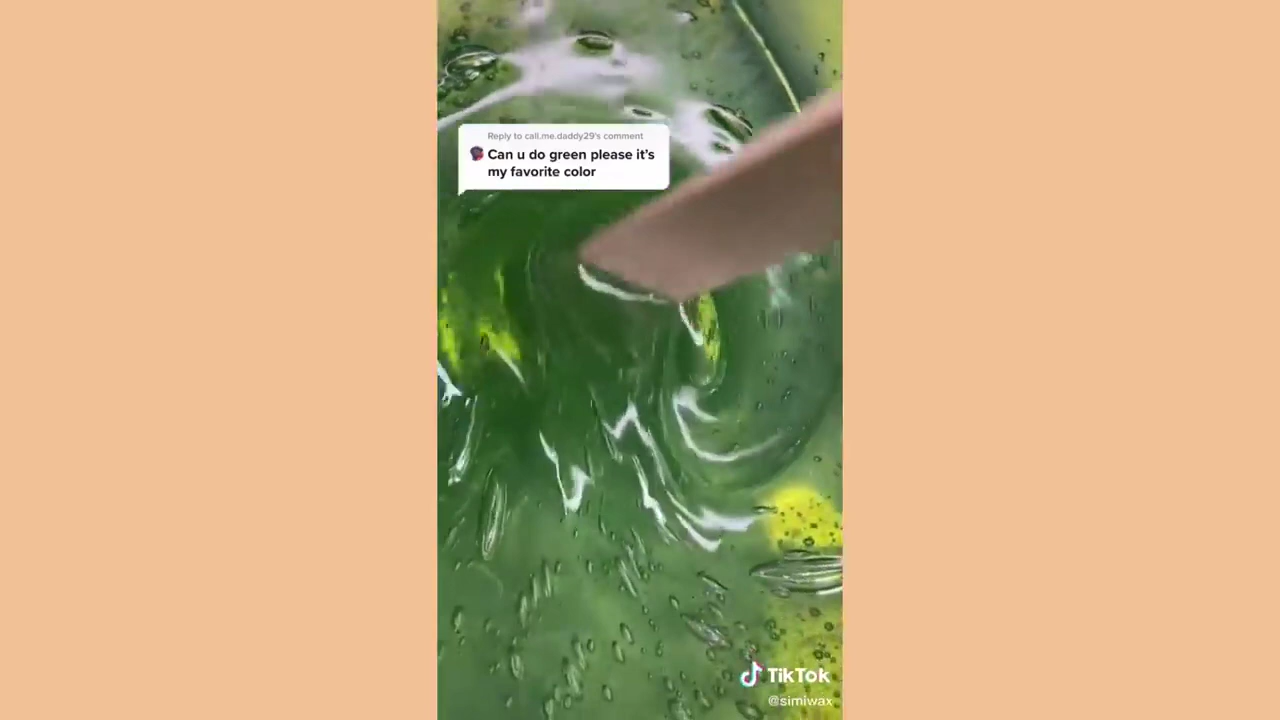 Reply to call.me.daddy29's comment
Can u do green please it's
my favorite color
TikTok
@simiwax